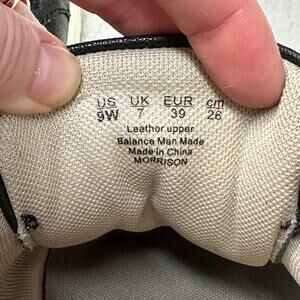 US UK EUR cm
9W 7 39 26
Leather upper
Balance Man Made
Made in China
MORRISON